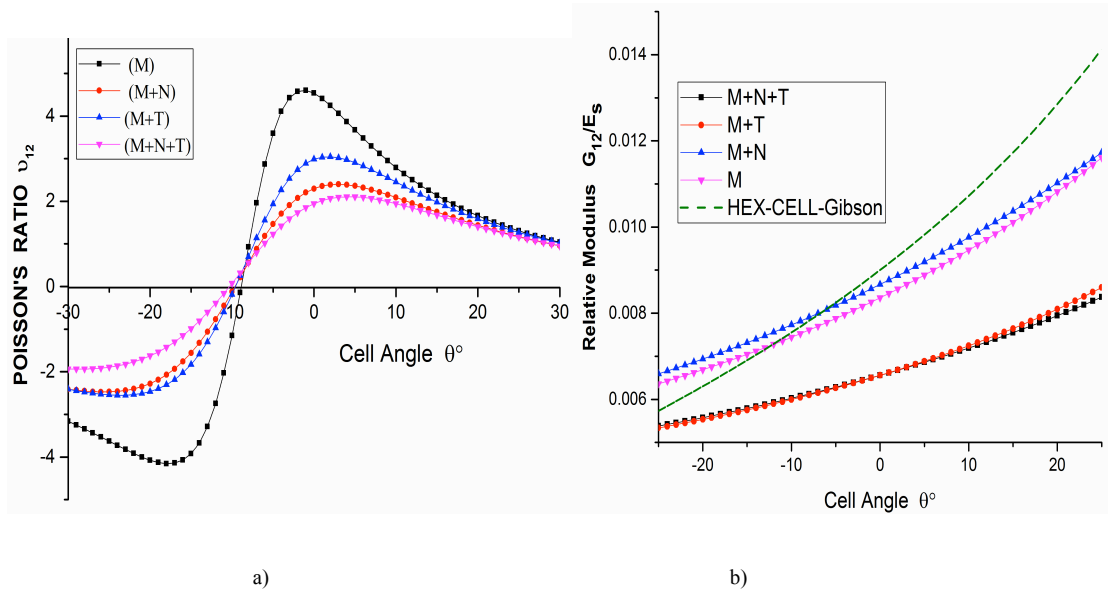 POISSON'S RATIO υ12
4
2
0
-2
-4
(M)
(M+N)
(M+T)
(M+N+T)
-30
-20
-10
0
10
20
30
Cell Angle θ°
a)
Relative Modulus G12/Es
0.014
0.012
0.010
0.008
0.006
M+N+T
M+T
M+N
M
HEX-CELL-Gibson
-20
-10
0
10
20
Cell Angle θ°
b)